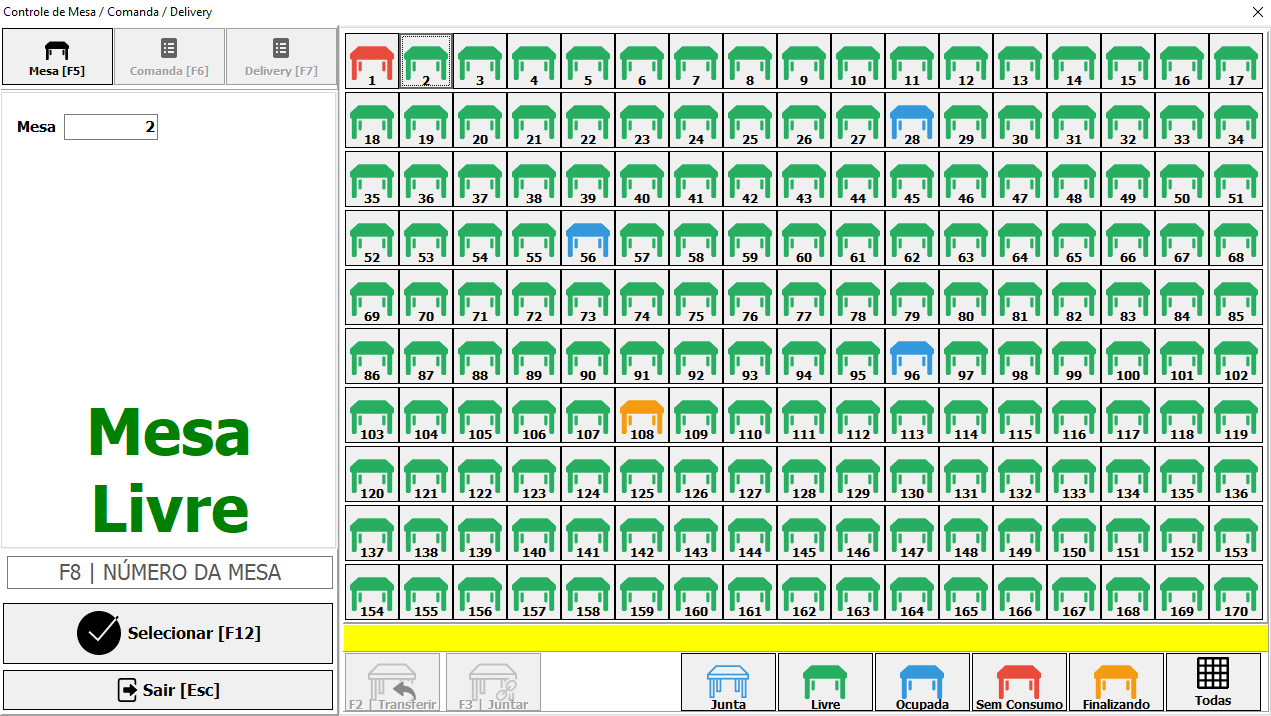 Controle de Mesa / Comanda / Delivery
Mesa [F5] Comanda [F6] Delivery [F7]
Mesa 2
Mesa
Livre
F8 | NÚMERO DA MESA
Selecionar [F12]
Sair [Esc]
1 2 3 4 5 6 7 8 9 10 11 12 13 14 15 16 17
18 19 20 21 22 23 24 25 26 27 28 29 30 31 32 33 34
35 36 37 38 39 40 41 42 43 44 45 46 47 48 49 50 51
52 53 54 55 56 57 58 59 60 61 62 63 64 65 66 67 68
69 70 71 72 73 74 75 76 77 78 79 80 81 82 83 84 85
86 87 88 89 90 91 92 93 94 95 96 97 98 99 100 101 102
103 104 105 106 107 108 109 110 111 112 113 114 115 116 117 118 119
120 121 122 123 124 125 126 127 128 129 130 131 132 133 134 135 136
137 138 139 140 141 142 143 144 145 146 147 148 149 150 151 152 153
154 155 156 157 158 159 160 161 162 163 164 165 166 167 168 169 170
F2 | Transferir F3 | Juntar Junta Livre Ocupada Sem Consumo Finalizando Todas